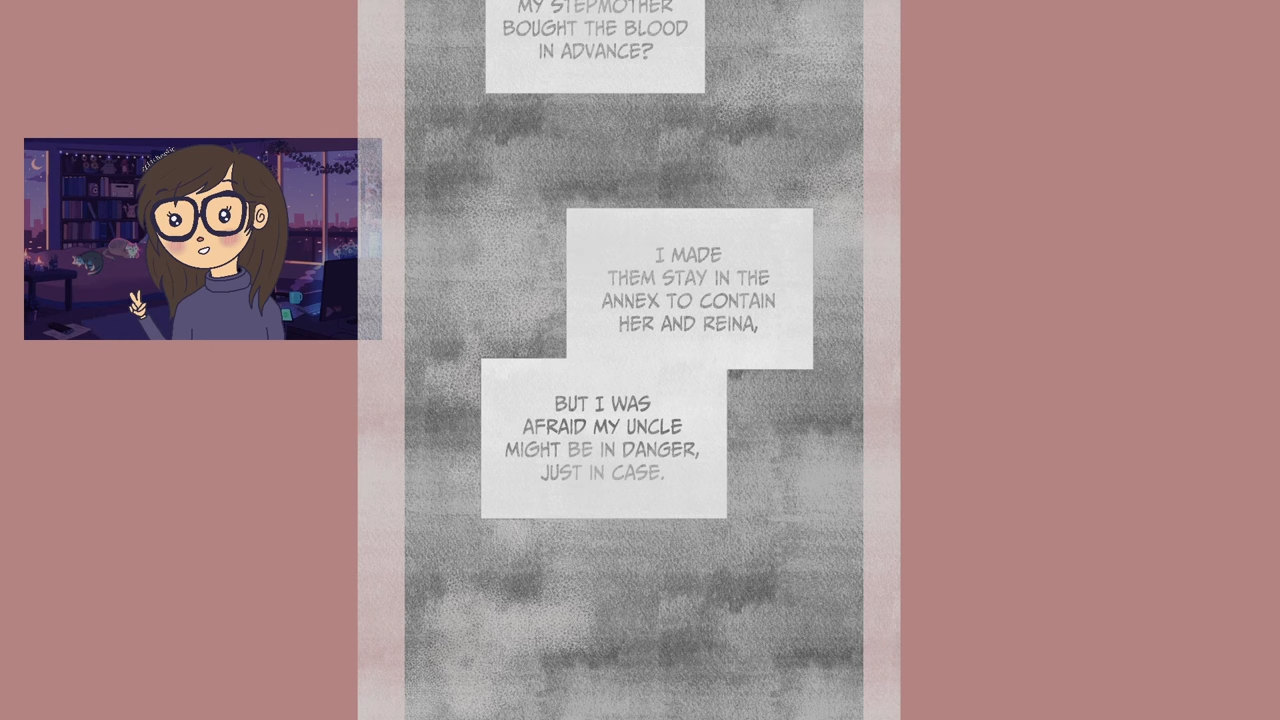 MY STEPMOTHER
BOUGHT THE BLOOD
IN ADVANCE?
I MADE
THEM STAY IN THE
ANNEX TO CONTAIN
HER AND REINA,
BUT I WAS
AFRAID MY UNCLE
MIGHT BE IN DANGER,
JUST IN CASE.